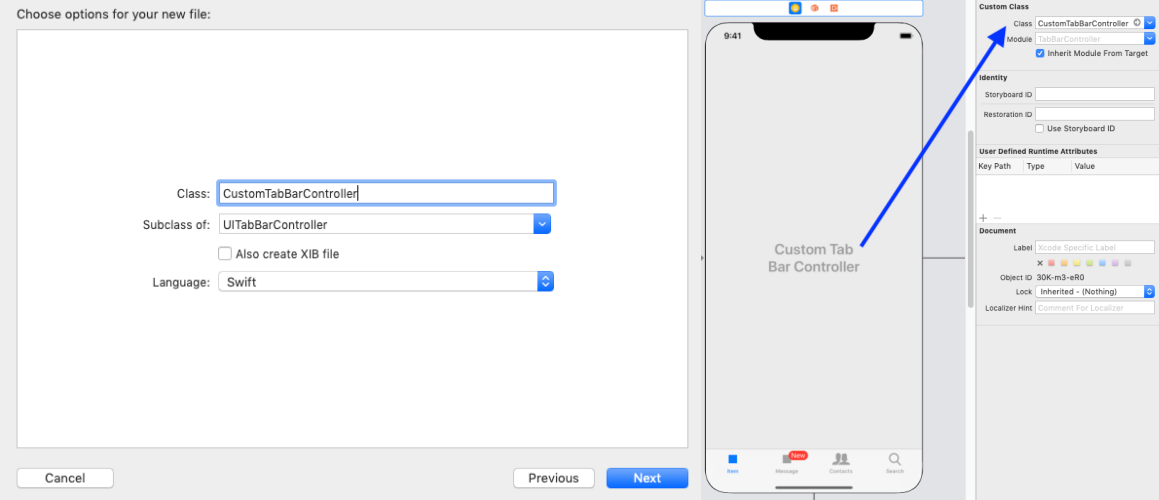 Choose options for your new file:
Class: CustomTabBarController
Subclass of: UITabBarController
Also create XIB file
Language: Swift
Cancel
Previous
Next
9:41
Custom Tab
Bar Controller
Item
New
Message
Contacts
Search
Custom Class
Class CustomTabBarController
Module TabBarController
Inherit Module From Target
Identity
Storyboard ID
Restoration ID
Use Storyboard ID
User Defined Runtime Attributes
Key Path Type Value
Document
Label Xcode Specific Label
Object ID 30K-m3-eR0
Lock Inherited - (Nothing)
Localizer Hint Comment For Localizer